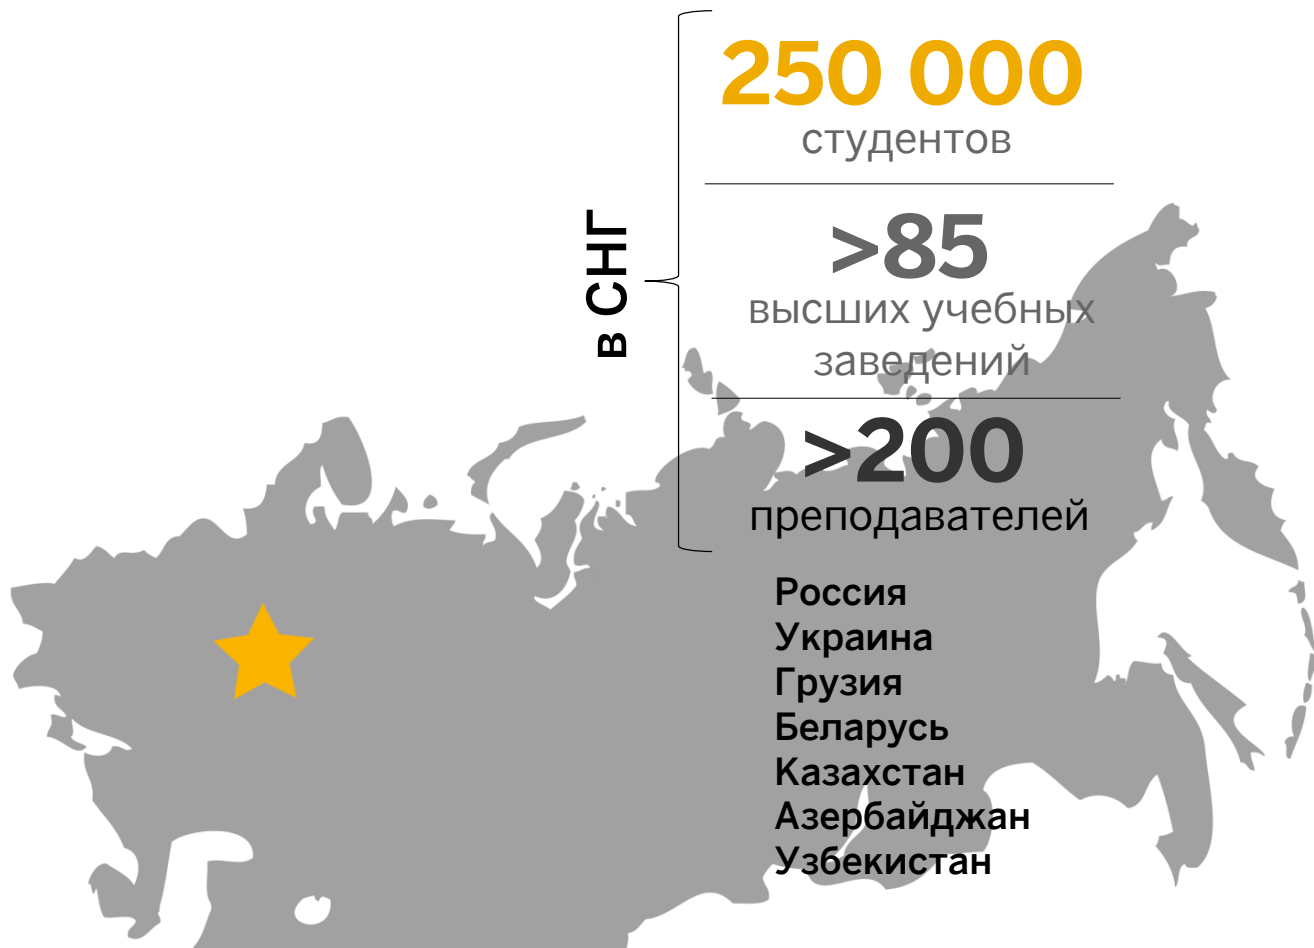 250 000
студентов
в СНГ
>85
высших учебных
заведений
>200
преподавателей
Россия
Украина
Грузия
Беларусь
Казахстан
Азербайджан
Узбекистан